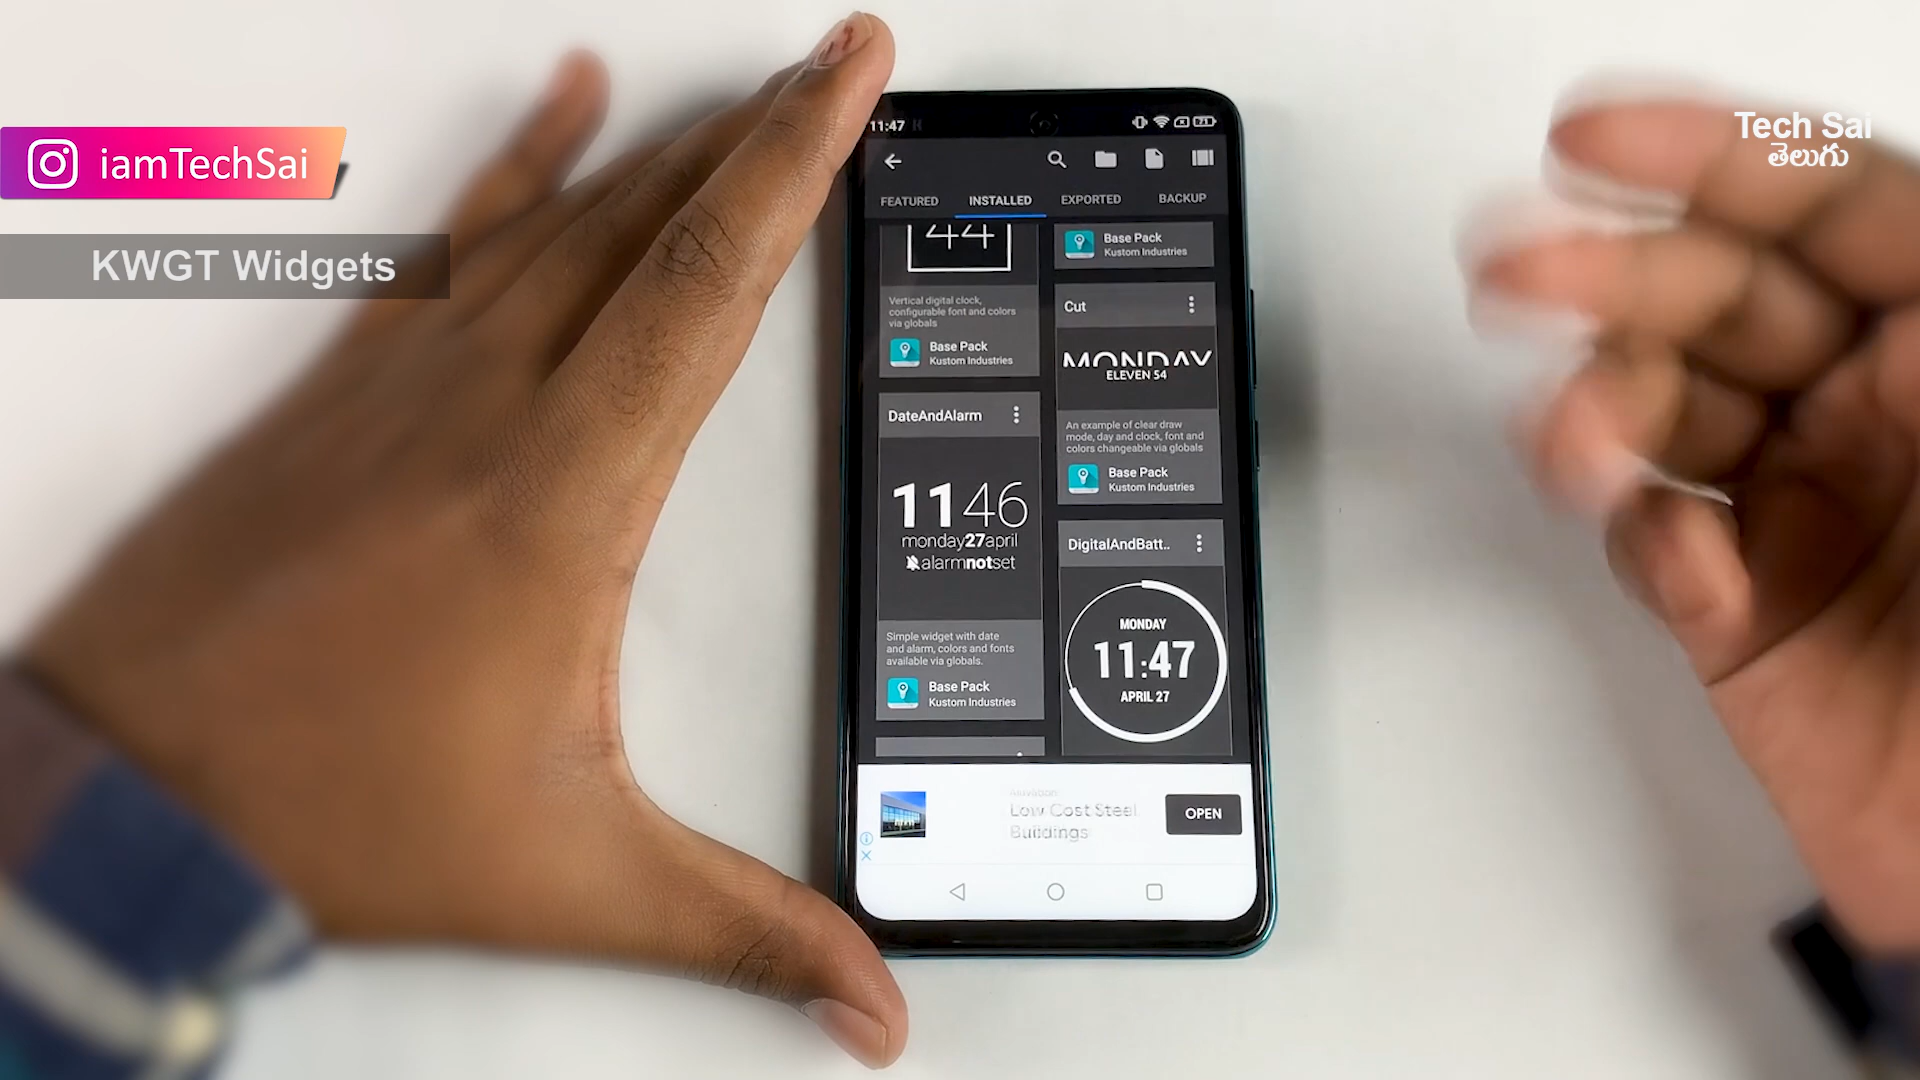 iamTechSai
KWGT Widgets
Tech Sai
తెలుగు
11:47
71
FEATURED
INSTALLED
EXPORTED
BACKUP
44
Vertical digital clock,
configurable font and colors
via globals
Base Pack
Kustom Industries
Base Pack
Kustom Industries
Cut
MONDAY
ELEVEN 54
An example of clear draw
mode, day and clock, font and
colors changeable via globals
Base Pack
Kustom Industries
DateAndAlarm
1146
monday27april
alarmnotset
Simple widget with date
and alarm, colors and fonts
available via globals.
Base Pack
Kustom Industries
DigitalAndBatt..
MONDAY
11:47
APRIL 27
Low Cost Steel
Buildings
OPEN